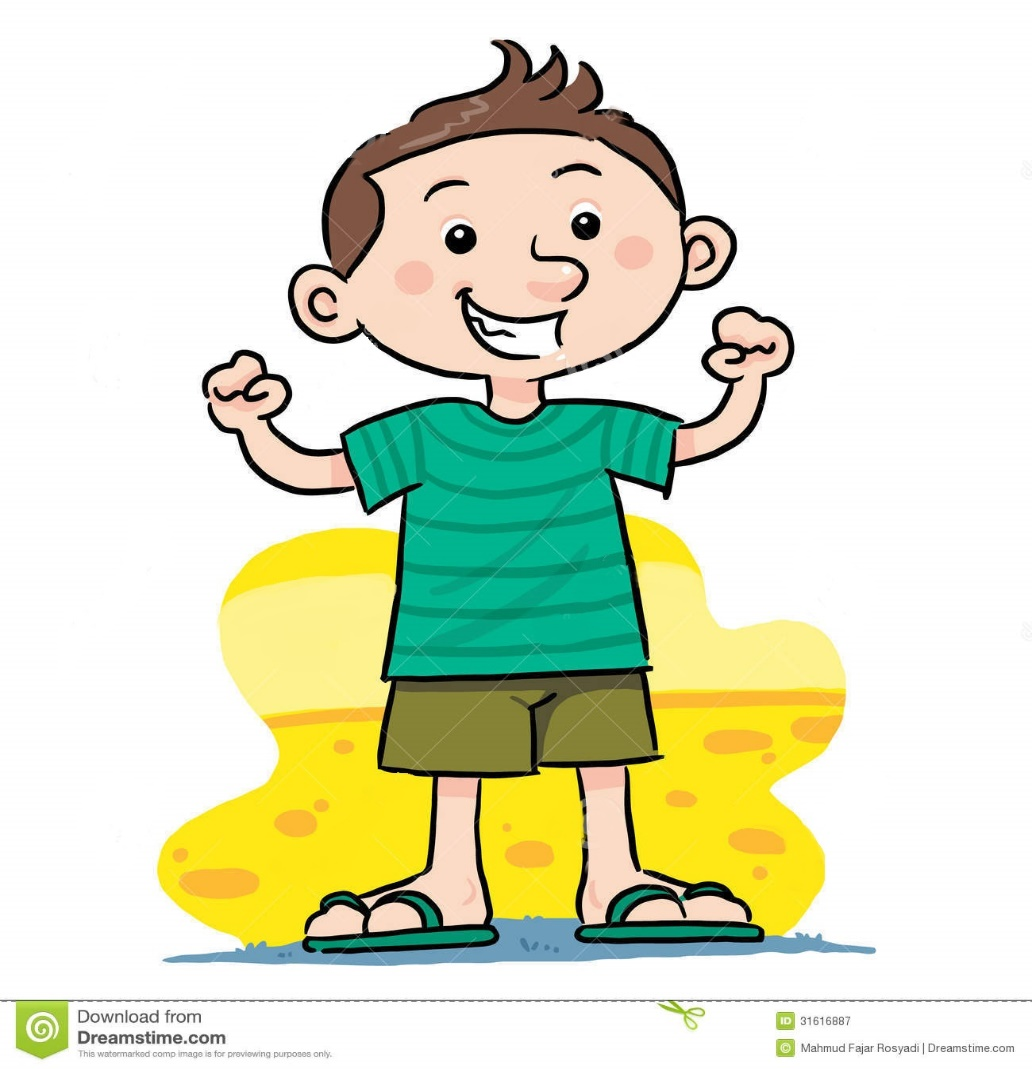 Download from
Dreamstime.com
This watermarked comp image is for previewing purposes only.
ID 31616887
© Mahmud Fajar Rosyadi | Dreamstime.com